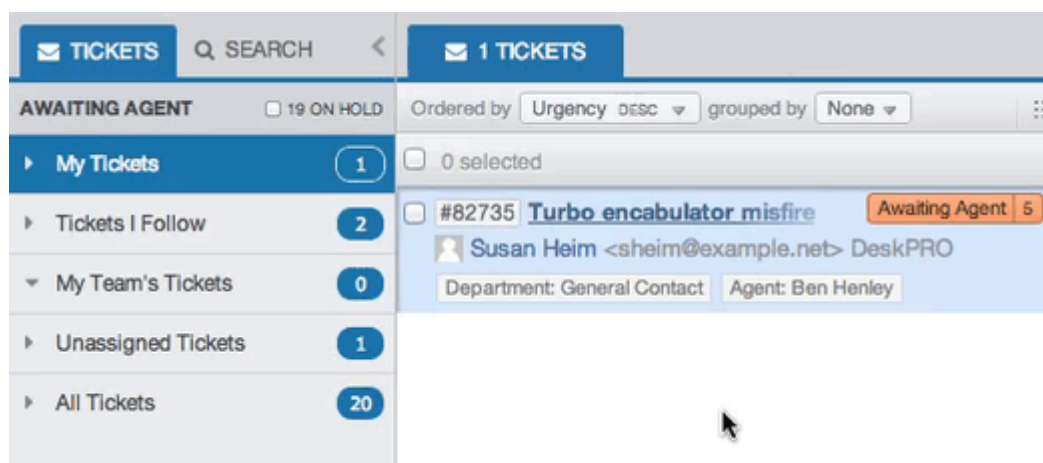 TICKETS SEARCH
AWAITING AGENT 19 ON HOLD
My Tickets 1
Tickets I Follow 2
My Team's Tickets 0
Unassigned Tickets 1
All Tickets 20
1 TICKETS
Ordered by Urgency DESC grouped by None
0 selected
#82735 Turbo encabulator misfire Awaiting Agent 5
Susan Heim <sheim@example.net> DeskPRO
Department: General Contact Agent: Ben Henley